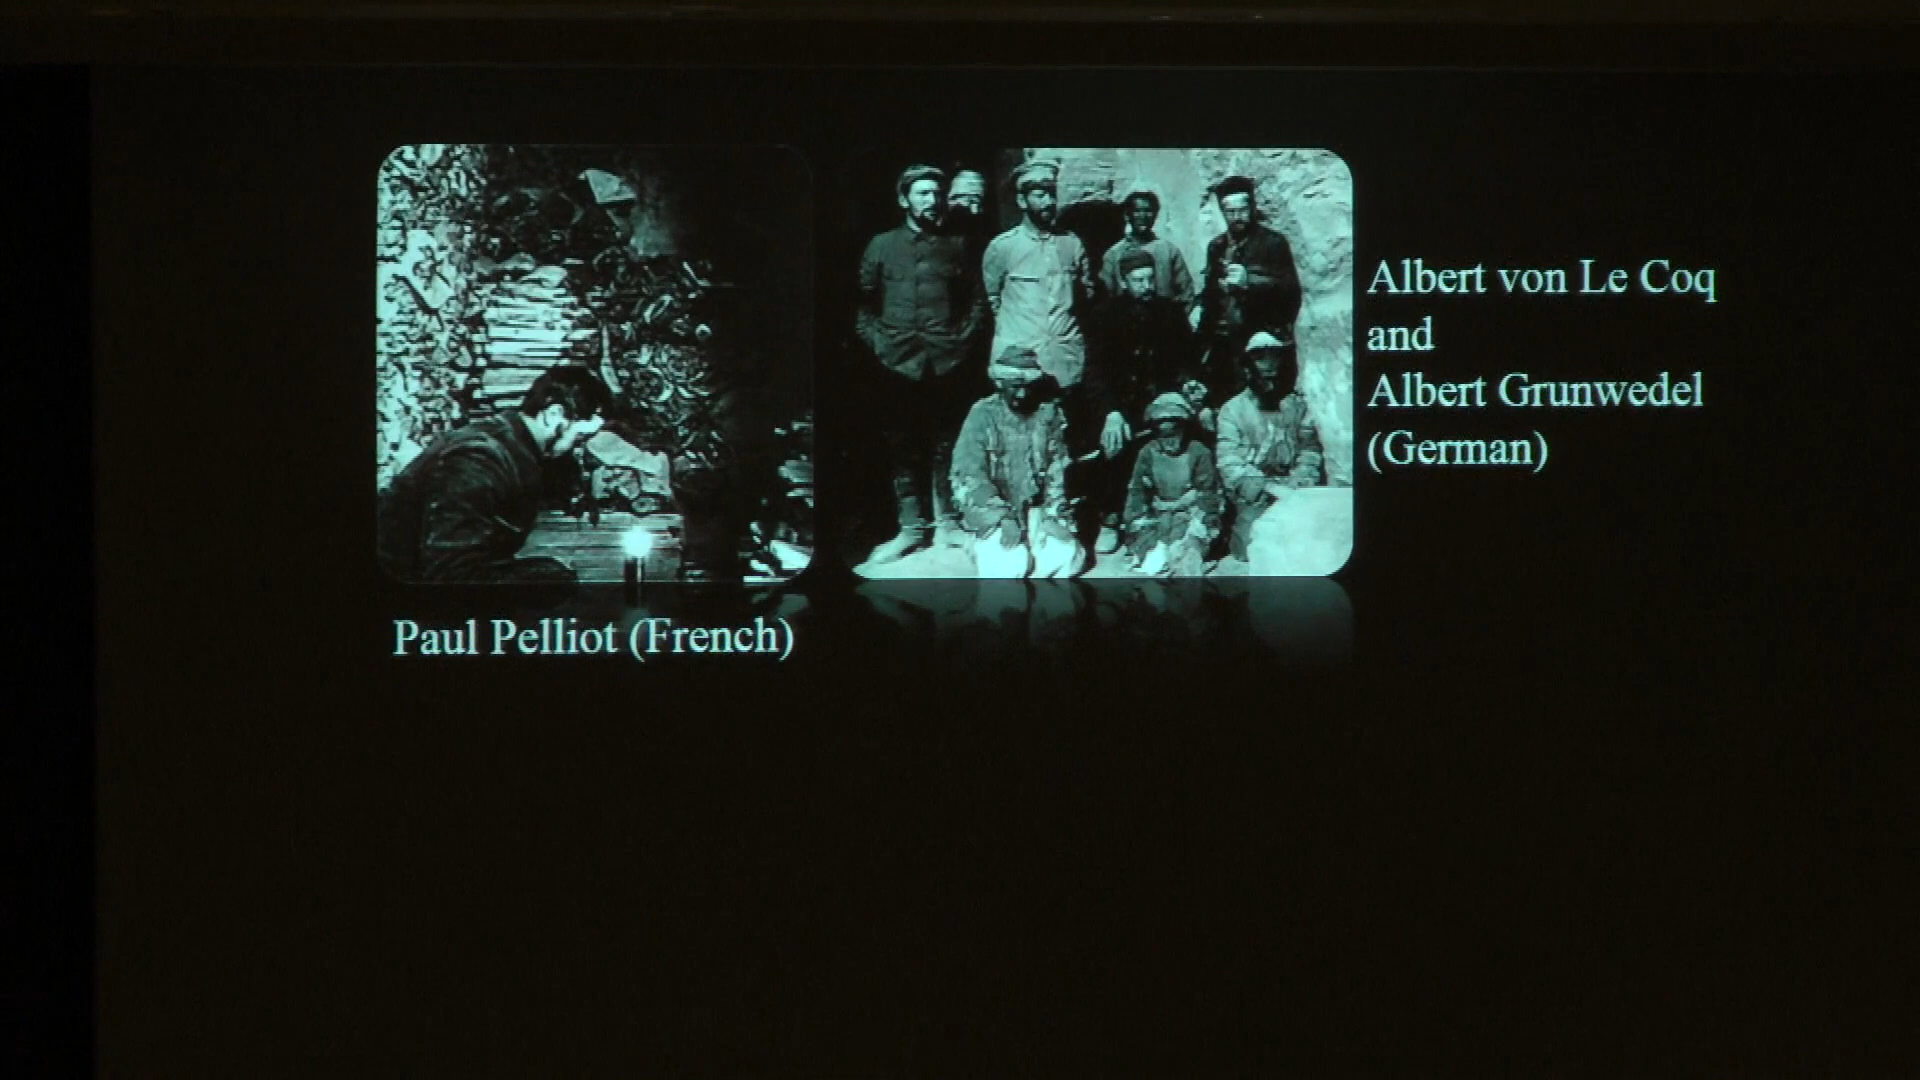 Paul Pelliot (French)
Albert von Le Coq
and
Albert Grunwedel
(German)